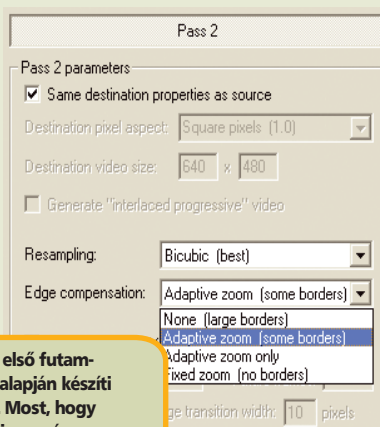 Pass 2
Pass 2 parameters
Same destination properties as source
Destination pixel aspect: Square pixels (1.0)
Destination video size: 640 x 480
Generate "interlaced progressive" video
Resampling: Bicubic (best)
Edge compensation: Adaptive zoom (some borders)
None (large borders)
Adaptive zoom (some borders)
Adaptive zoom only
Fixed zoom (no borders)
ge transition width: 10 pixels
első futam-
alapján készíti
Most, hogy